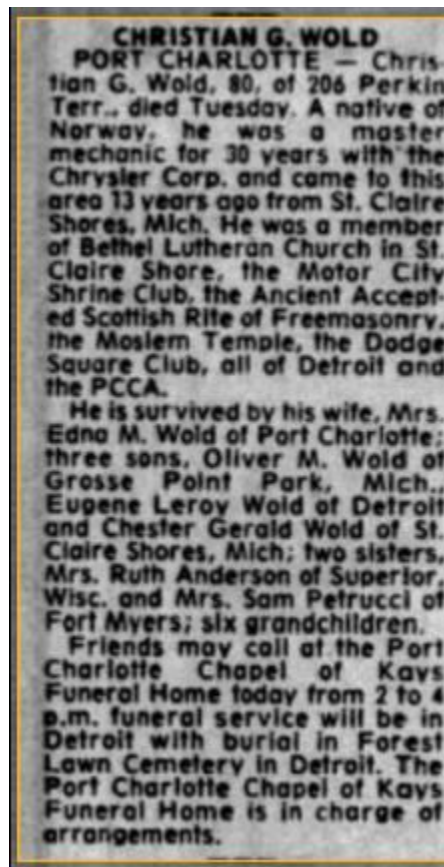 CHRISTIAN G. WOLD
PORT CHARLOTTE — Chris-
tian G. Wold, 80, of 206 Perkin
Terr., died Tuesday. A native of
Norway, he was a master
mechanic for 30 years with the
Chrysler Corp. and came to this
area 13 years ago from St. Claire
Shores, Mich. He was a member
of Bethel Lutheran Church in St.
Claire Shore, the Motor City
Shrine Club, the Ancient Accept-
ed Scottish Rite of Freemasonry,
the Moslem Temple, the Dodge
Square Club, all of Detroit and
the PCCA.
He is survived by his wife, Mrs.
Edna M. Wold of Port Charlotte;
three sons, Oliver M. Wold of
Grosse Point Park, Mich.,
Eugene Leroy Wold of Detroit
and Chester Gerald Wold of St.
Claire Shores, Mich; two sisters,
Mrs. Ruth Anderson of Superior,
Wisc. and Mrs. Sam Petrucci of
Fort Myers; six grandchildren.
Friends may call at the Port
Charlotte Chapel of Kays
Funeral Home today from 2 to 4
p.m. funeral service will be in
Detroit with burial in Forest
Lawn Cemetery in Detroit. The
Port Charlotte Chapel of Kays
Funeral Home is in charge of
arrangements.